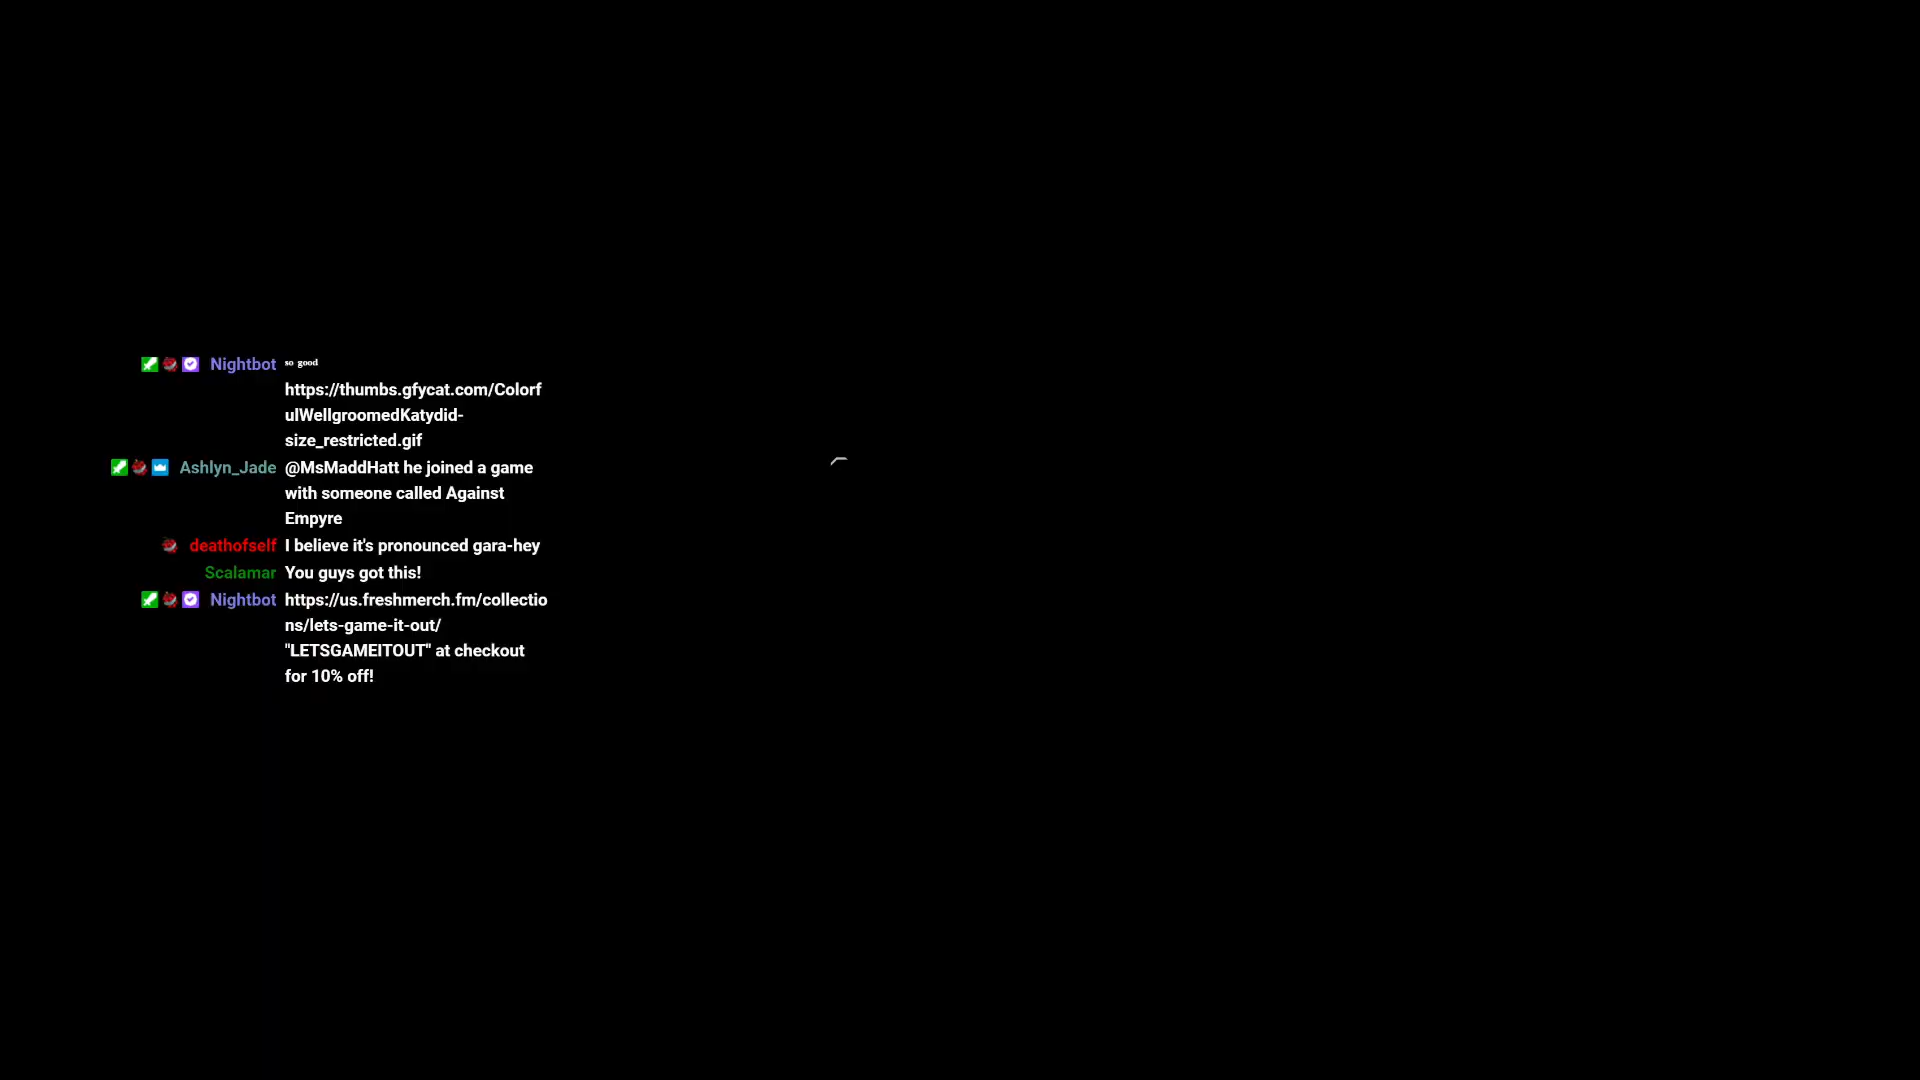 Nightbot so good
https://thumbs.gfycat.com/Colorf
ulWellgroomedKatydid-
size_restricted.gif
Ashlyn_Jade @MsMaddHatt he joined a game
with someone called Against
Empyre
deathofself I believe it's pronounced gara-hey
Scalamar You guys got this!
Nightbot https://us.freshmerch.fm/collectio
ns/lets-game-it-out/
"LETSGAMEITOUT" at checkout
for 10% off!